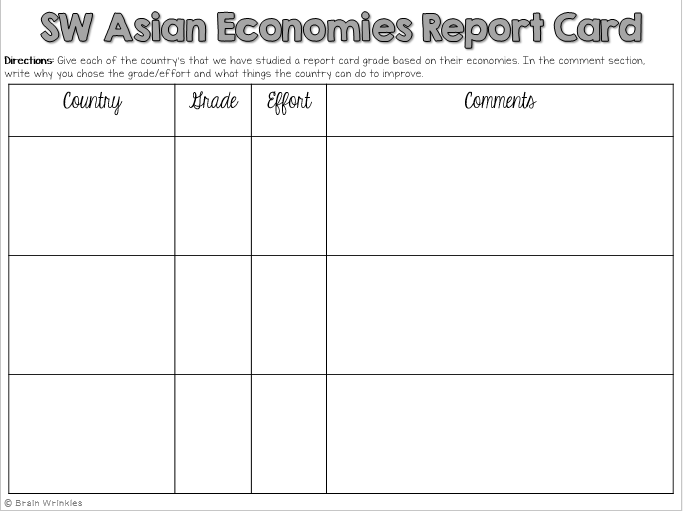 SW Asian Economies Report Card
Directions: Give each of the country's that we have studied a report card grade based on their economies. In the comment section,
write why you chose the grade/effort and what things the country can do to improve.
Country Grade Effort Comments
© Brain Wrinkles